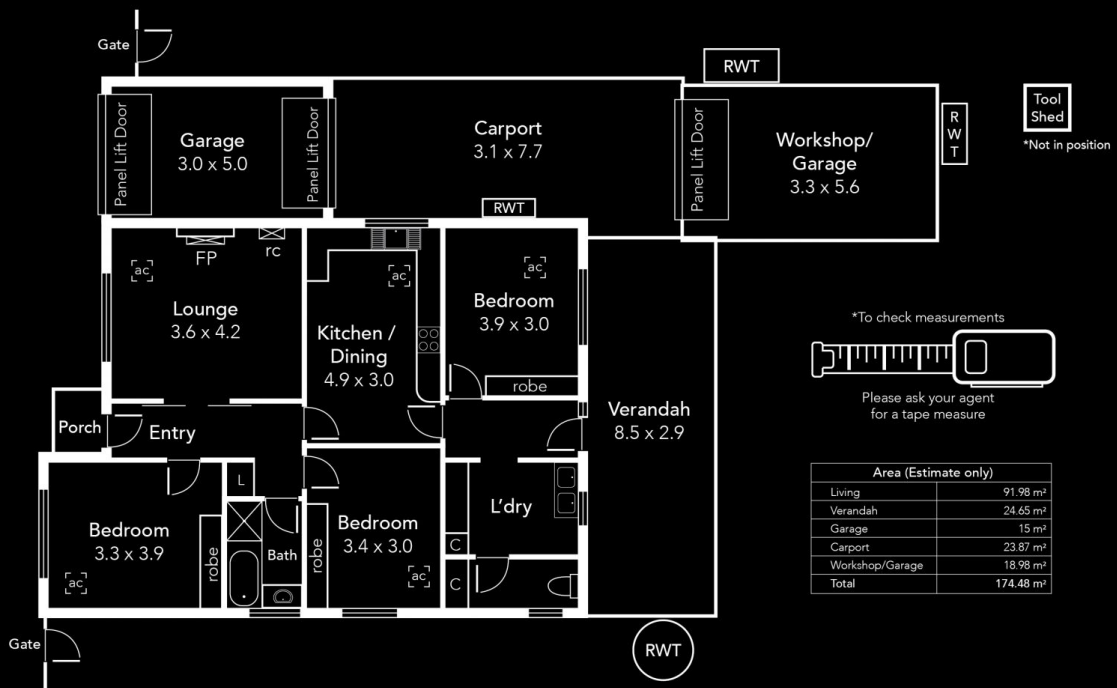 Gate
RWT
Panel Lift Door
Garage
3.0 x 5.0
Panel Lift Door
Carport
3.1 x 7.7
RWT
Panel Lift Door
Workshop/
Garage
3.3 x 5.6
RWT
Tool
Shed
*Not in position
ac
FP
rc
Lounge
3.6 x 4.2
ac
Kitchen /
Dining
4.9 x 3.0
ac
Bedroom
3.9 x 3.0
robe
Verandah
8.5 x 2.9
*To check measurements
Please ask your agent
for a tape measure
Porch
Entry
L
Bedroom
3.3 x 3.9
robe
ac
Bath
robe
Bedroom
3.4 x 3.0
ac
L'dry
C
C
Area (Estimate only)
Living 91.98 m²
Verandah 24.65 m²
Garage 15 m²
Carport 23.87 m²
Workshop/Garage 18.98 m²
Total 174.48 m²
Gate
RWT